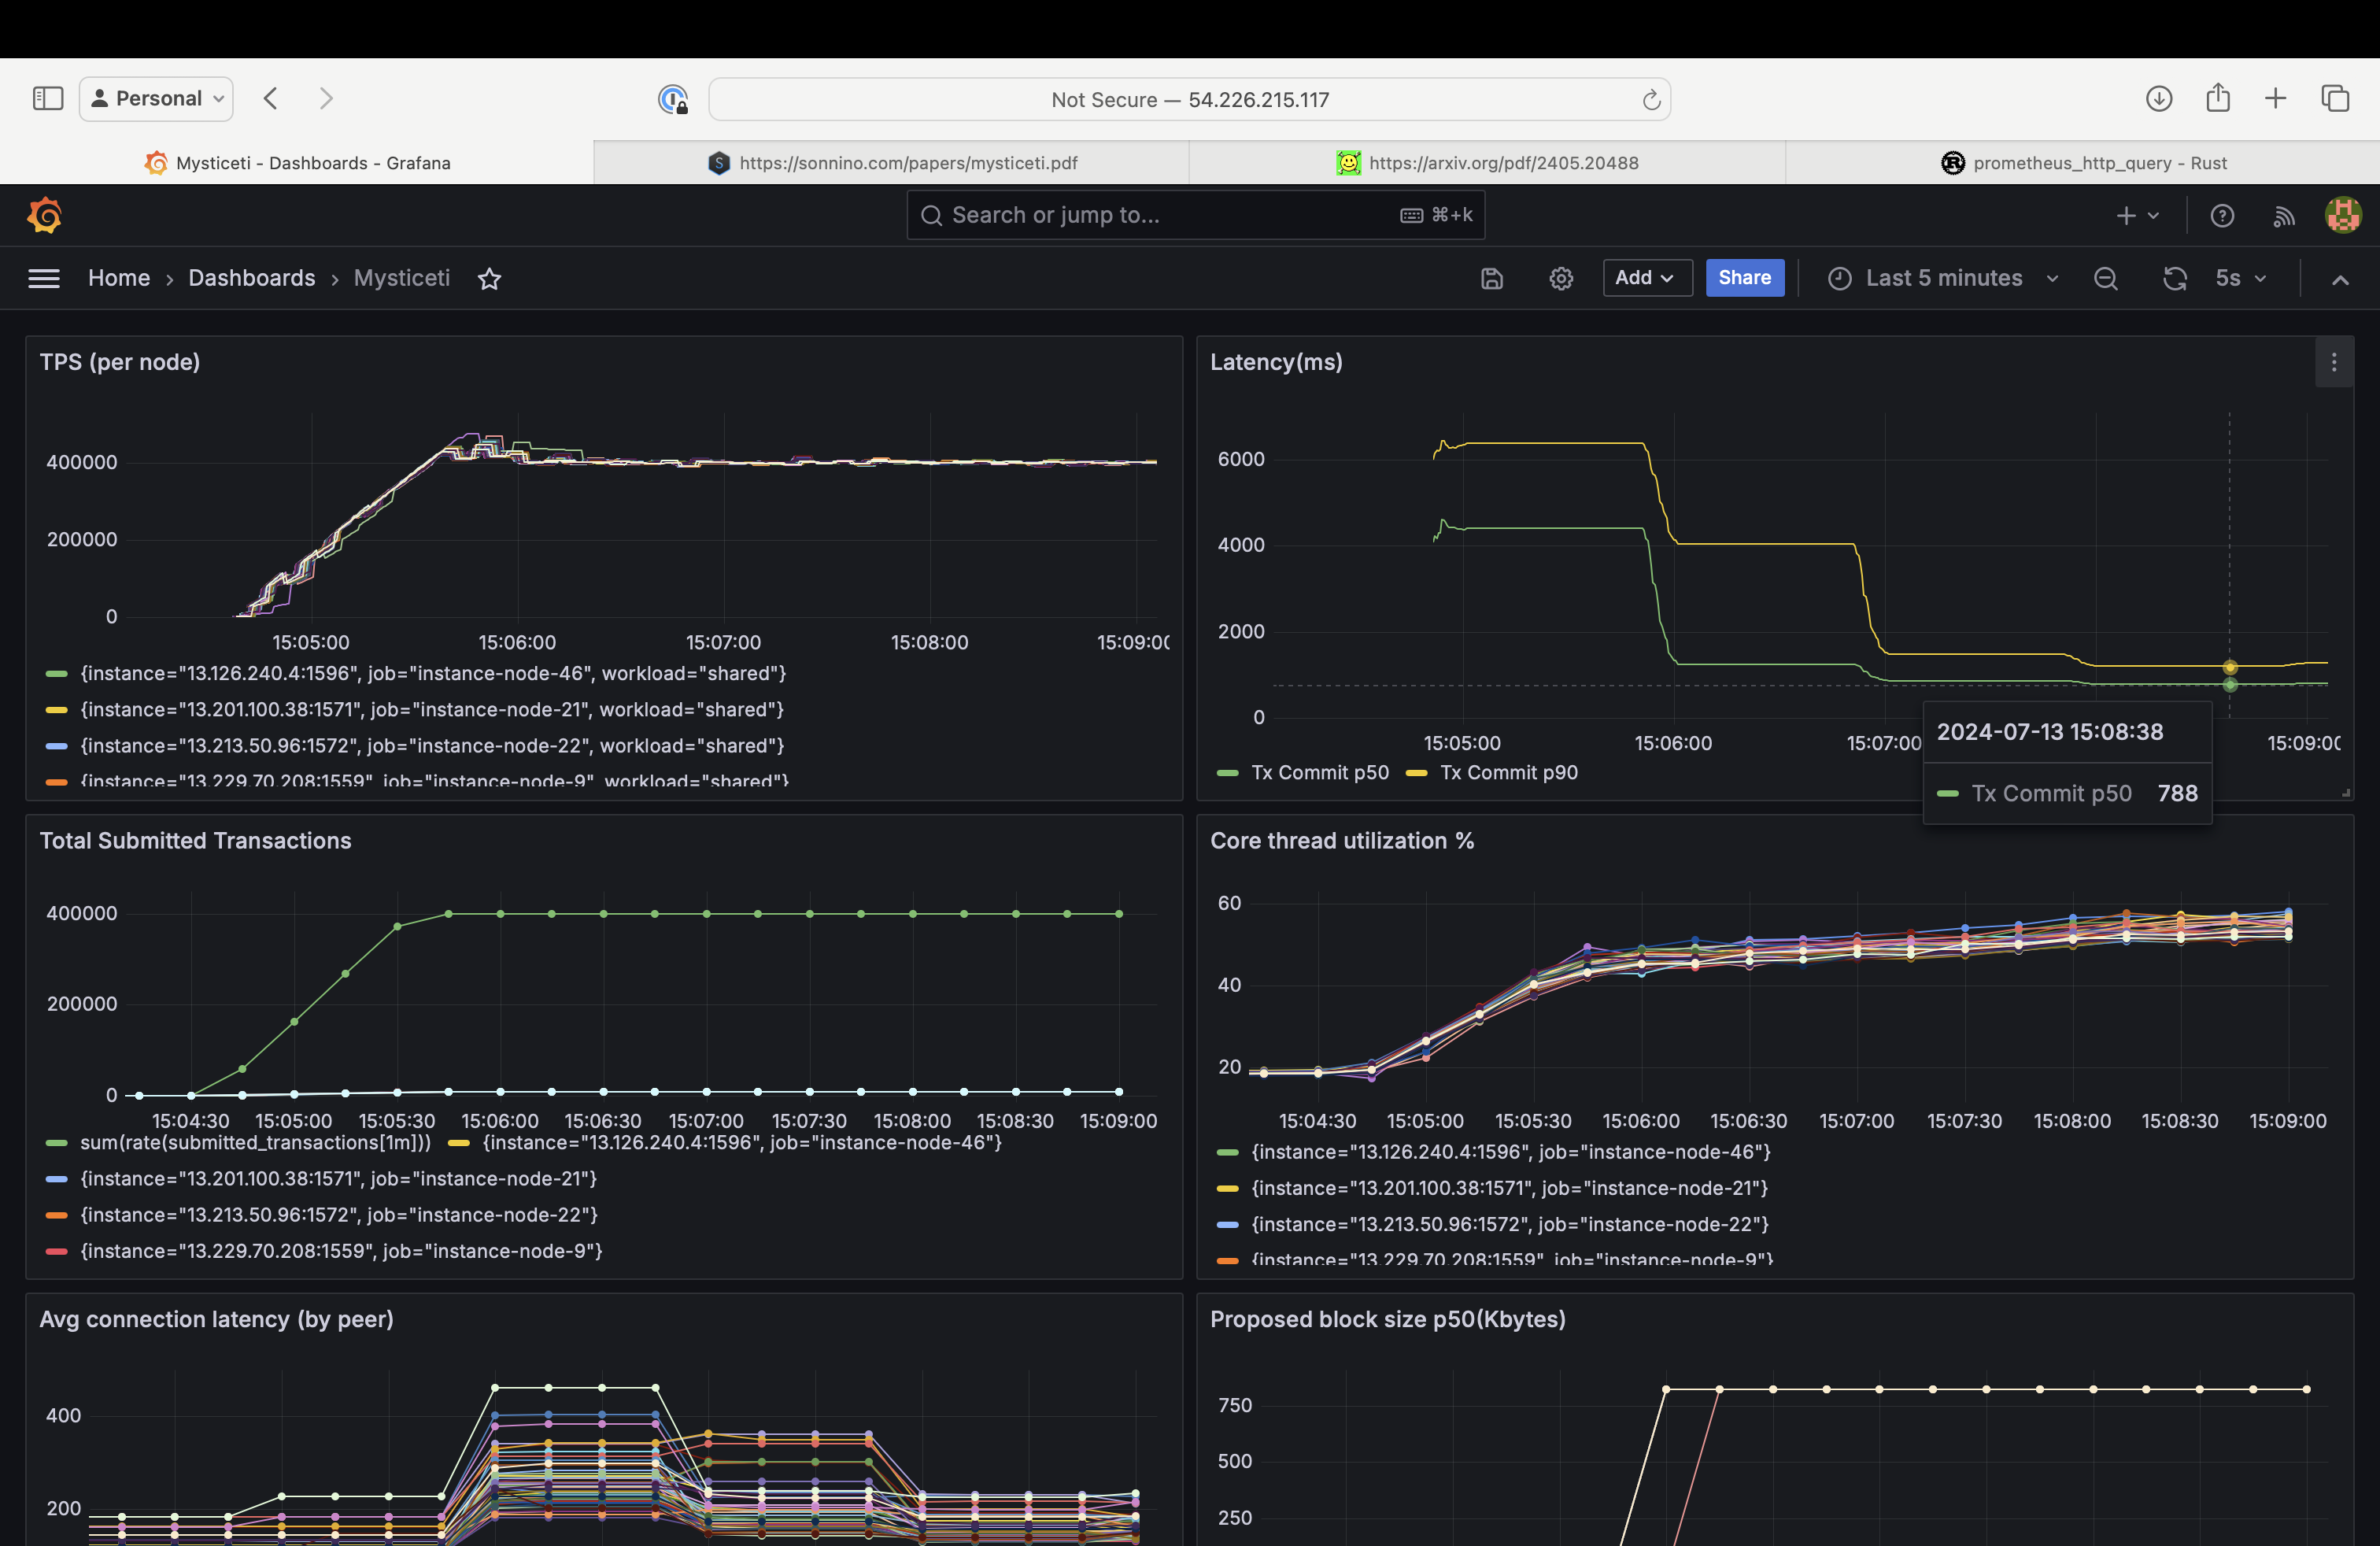 Personal
Not Secure — 54.226.215.117
Mysticeti - Dashboards - Grafana
https://sonnino.com/papers/mysticeti.pdf
https://arxiv.org/pdf/2405.20488
prometheus_http_query - Rust
Search or jump to...
⌘+k
Home › Dashboards › Mysticeti
Add
Share
Last 5 minutes
5s
TPS (per node)
400000
200000
0
15:05:00 15:06:00 15:07:00 15:08:00 15:09:00
{instance="13.126.240.4:1596", job="instance-node-46", workload="shared"}
{instance="13.201.100.38:1571", job="instance-node-21", workload="shared"}
{instance="13.213.50.96:1572", job="instance-node-22", workload="shared"}
{instance="13.229.70.208:1559", job="instance-node-9", workload="shared"}
Latency(ms)
6000
4000
2000
0
15:05:00 15:06:00 15:07:00 15:09:00
Tx Commit p50 Tx Commit p90
2024-07-13 15:08:38
Tx Commit p50 788
Total Submitted Transactions
400000
200000
0
15:04:30 15:05:00 15:05:30 15:06:00 15:06:30 15:07:00 15:07:30 15:08:00 15:08:30 15:09:00
sum(rate(submitted_transactions[1m])) {instance="13.126.240.4:1596", job="instance-node-46"}
{instance="13.201.100.38:1571", job="instance-node-21"}
{instance="13.213.50.96:1572", job="instance-node-22"}
{instance="13.229.70.208:1559", job="instance-node-9"}
Core thread utilization %
60
40
20
15:04:30 15:05:00 15:05:30 15:06:00 15:06:30 15:07:00 15:07:30 15:08:00 15:08:30 15:09:00
{instance="13.126.240.4:1596", job="instance-node-46"}
{instance="13.201.100.38:1571", job="instance-node-21"}
{instance="13.213.50.96:1572", job="instance-node-22"}
{instance="13.229.70.208:1559", job="instance-node-9"}
Avg connection latency (by peer)
400
200
Proposed block size p50(Kbytes)
750
500
250